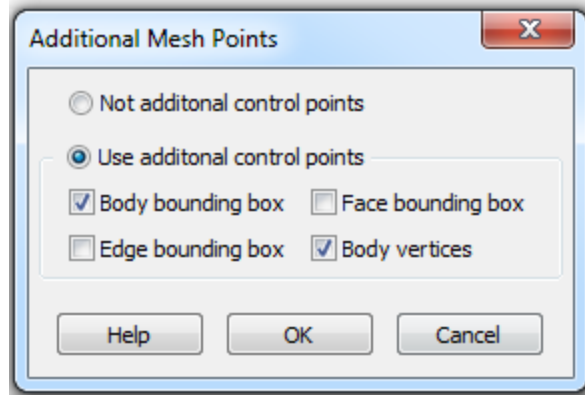 Additional Mesh Points
Not additonal control points
Use additonal control points
Body bounding box Face bounding box
Edge bounding box Body vertices
Help OK Cancel